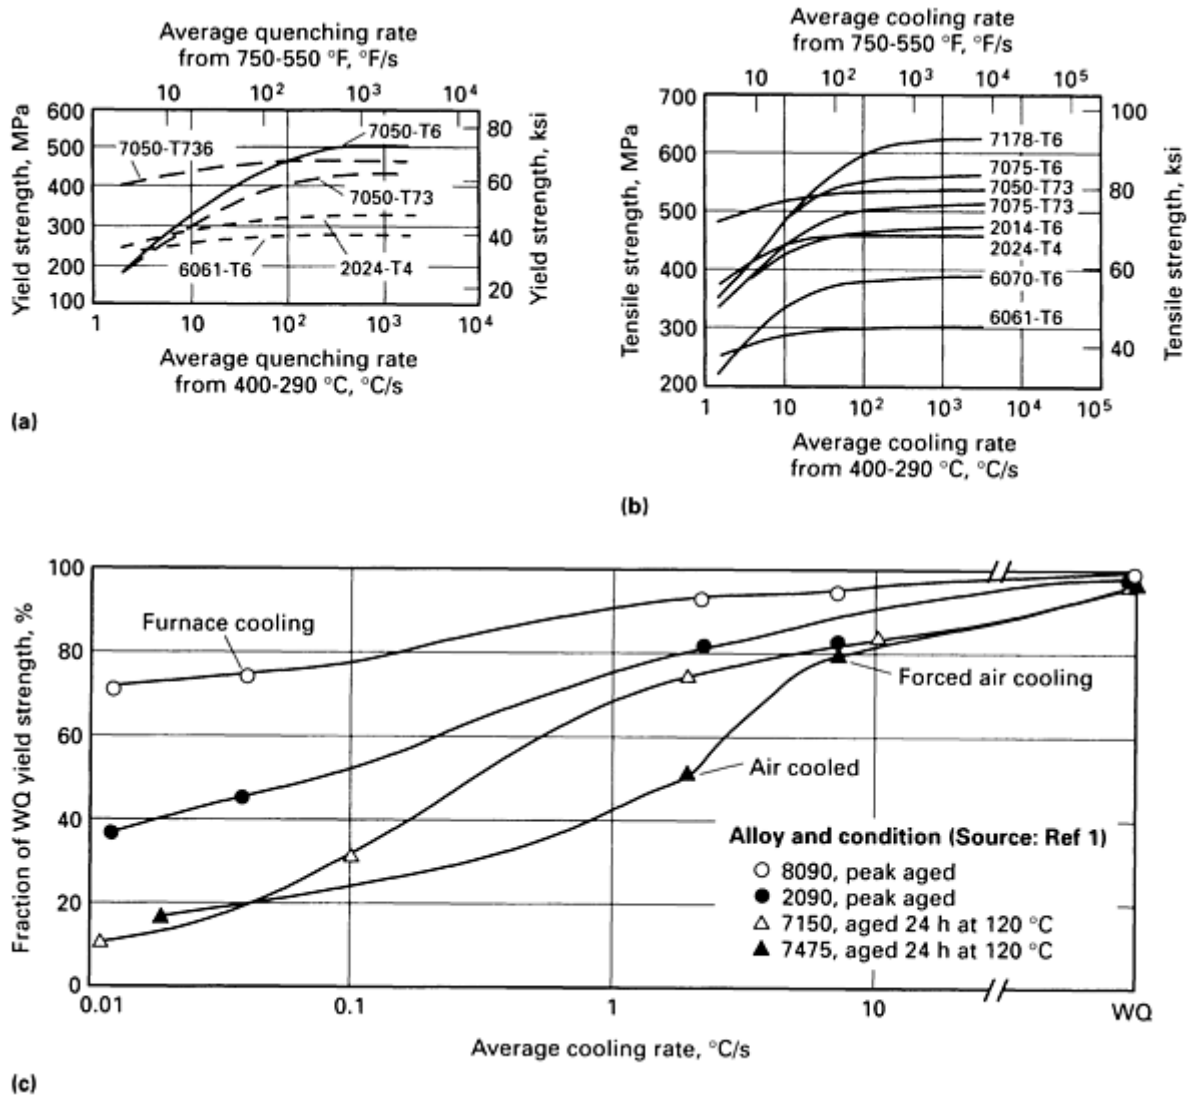 Average quenching rate
from 750-550 °F, °F/s
10 10² 10³ 10⁴
Yield strength, MPa
600
500
400
300
200
100
7050-T6
7050-T736
7050-T73
6061-T6
2024-T4
80
60
40
20
Yield strength, ksi
1 10 10² 10³ 10⁴
Average quenching rate
from 400-290 °C, °C/s
(a)
Average cooling rate
from 750-550 °F, °F/s
10 10² 10³ 10⁴ 10⁵
Tensile strength, MPa
700
600
500
400
300
200
7178-T6
7075-T6
7050-T73
7075-T73
2014-T6
2024-T4
6070-T6
6061-T6
100
80
60
40
Tensile strength, ksi
1 10 10² 10³ 10⁴ 10⁵
Average cooling rate
from 400-290 °C, °C/s
(b)
Fraction of WQ yield strength, %
100
80
60
40
20
0
Furnace cooling
Forced air cooling
Air cooled
Alloy and condition (Source: Ref 1)
8090, peak aged
2090, peak aged
7150, aged 24 h at 120 °C
7475, aged 24 h at 120 °C
0.01 0.1 1 10 WQ
Average cooling rate, °C/s
(c)